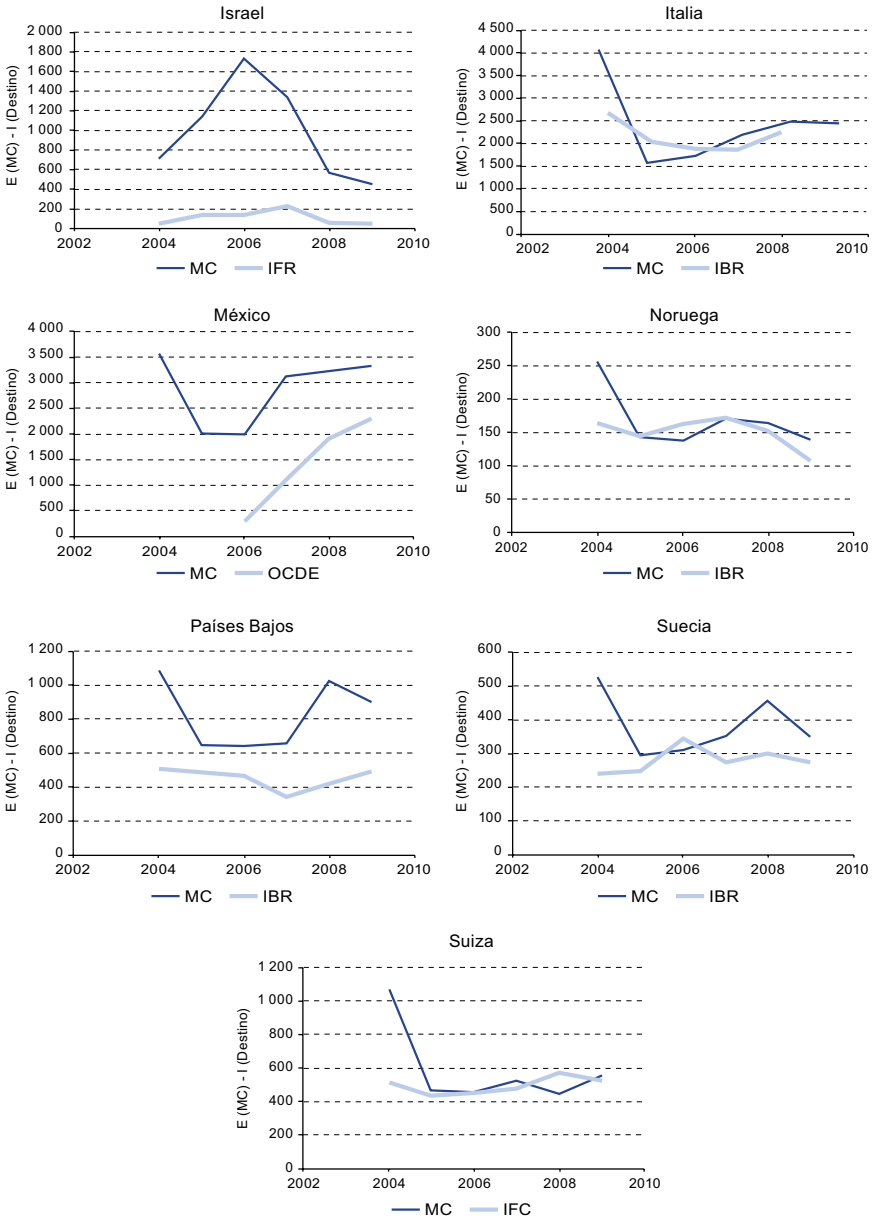 Israel
E (MC) - I (Destino)
2 000
1 800
1 600
1 400
1 200
1 000
800
600
400
200
0
2002 2004 2006 2008 2010
MC IFR
Italia
E (MC) - I (Destino)
4 500
4 000
3 500
3 000
2 500
2 000
1 500
1 000
500
0
2002 2004 2006 2008 2010
MC IBR
México
E (MC) - I (Destino)
4 000
3 500
3 000
2 500
2 000
1 500
1 000
500
0
2002 2004 2006 2008 2010
MC OCDE
Noruega
E (MC) - I (Destino)
300
250
200
150
100
50
0
2002 2004 2006 2008 2010
MC IBR
Países Bajos
E (MC) - I (Destino)
1 200
1 000
800
600
400
200
0
2002 2004 2006 2008 2010
MC IBR
Suecia
E (MC) - I (Destino)
600
500
400
300
200
100
0
2002 2004 2006 2008 2010
MC IBR
Suiza
E (MC) - I (Destino)
1 200
1 000
800
600
400
200
0
2002 2004 2006 2008 2010
MC IFC